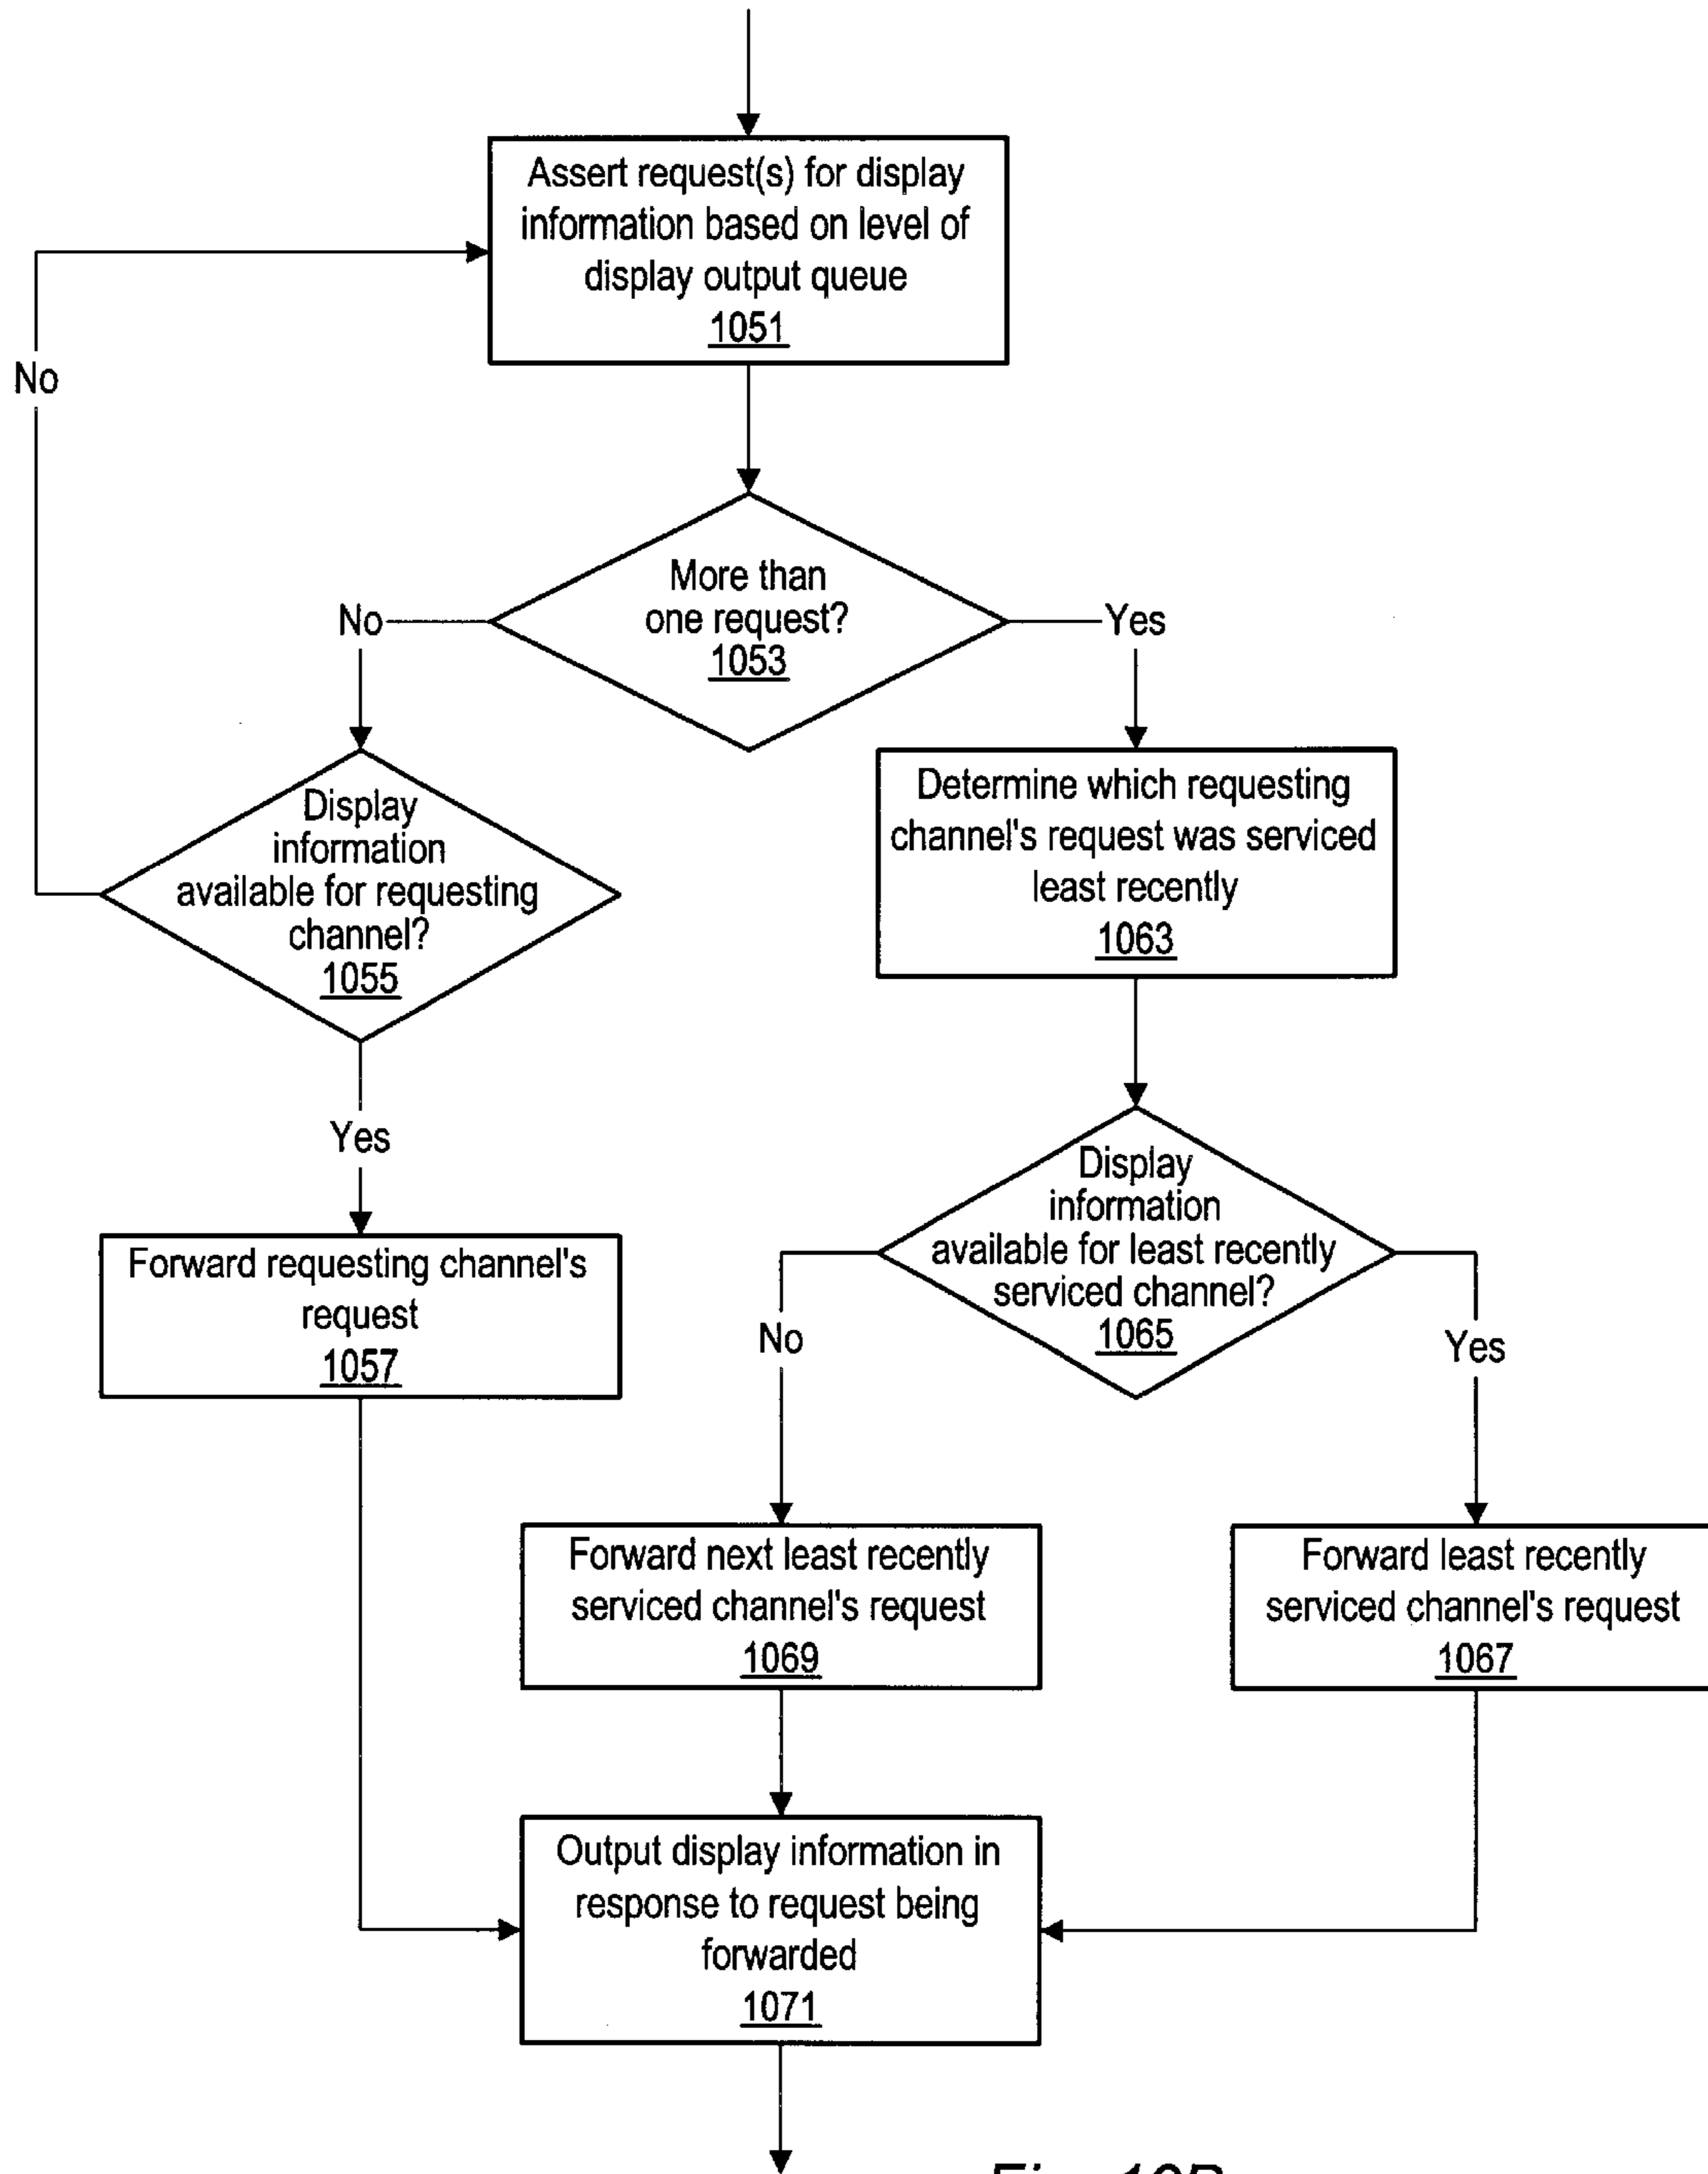 Assert request(s) for display
information based on level of
display output queue
1051
No
More than
one request?
1053
No
Yes
Display
information
available for requesting
channel?
1055
Determine which requesting
channel's request was serviced
least recently
1063
Yes
Display
information
available for least recently
serviced channel?
1065
Forward requesting channel's
request
1057
No
Yes
Forward next least recently
serviced channel's request
1069
Forward least recently
serviced channel's request
1067
Output display information in
response to request being
forwarded
1071